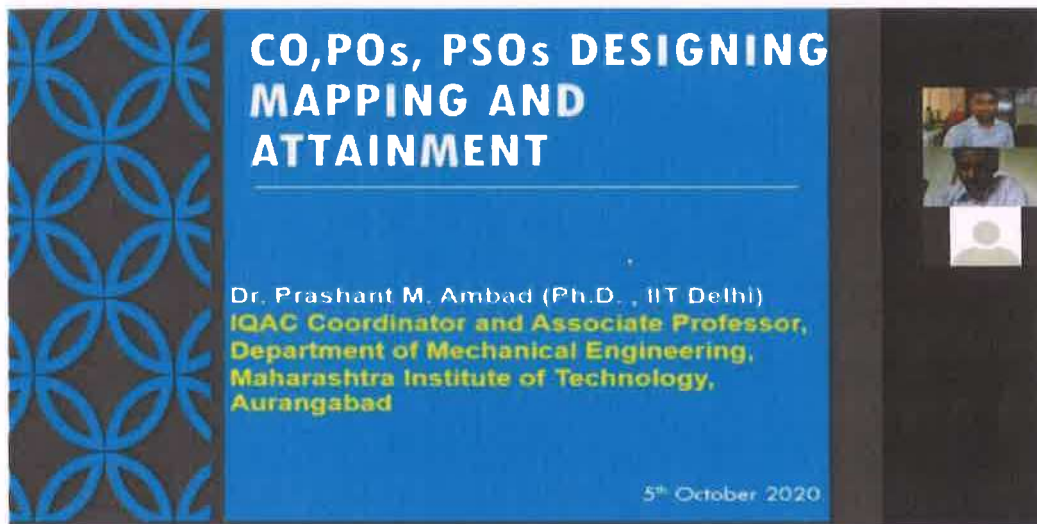 CO,POs, PSOs DESIGNING
MAPPING AND
ATTAINMENT
Dr. Prashant M. Ambad (Ph.D. , IIT Delhi)
IQAC Coordinator and Associate Professor,
Department of Mechanical Engineering,
Maharashtra Institute of Technology,
Aurangabad
5th October 2020